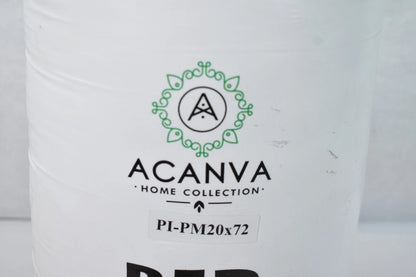 ACANVA
· HOME COLLECTION ·
PI-PM20x72